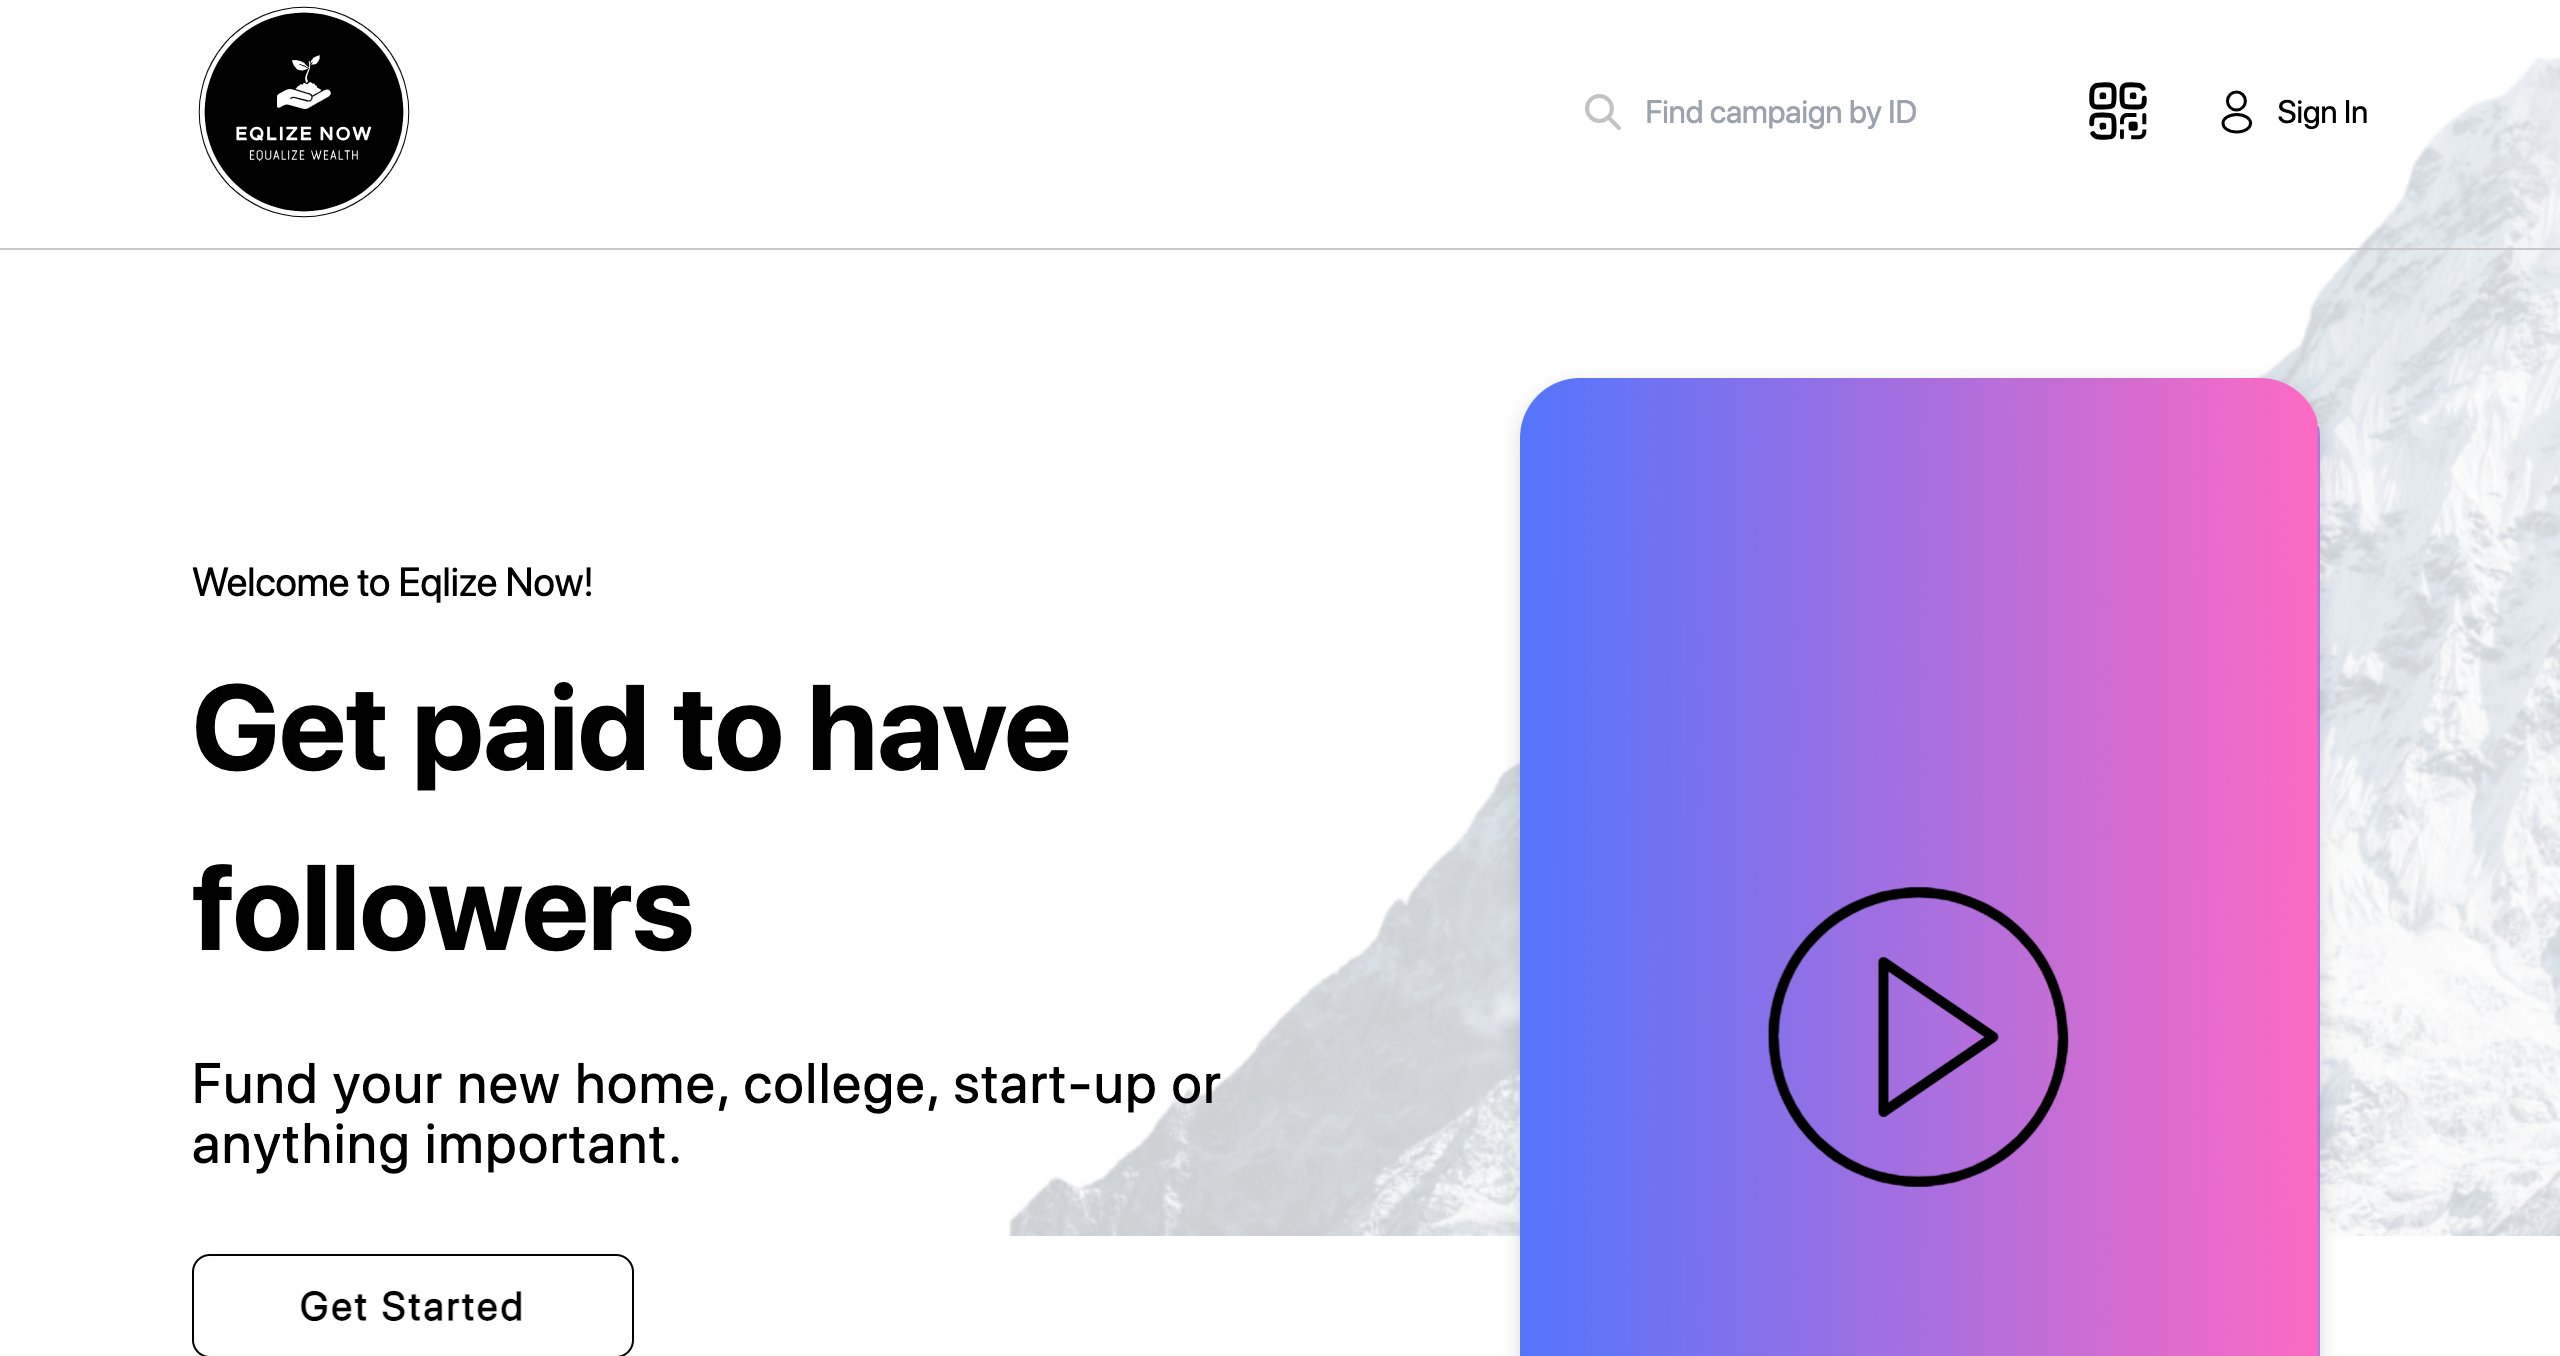 EQLIZE NOW
EQUALIZE WEALTH
Find campaign by ID
Sign In
Welcome to Eqlize Now!
Get paid to have
followers
Fund your new home, college, start-up or
anything important.
Get Started